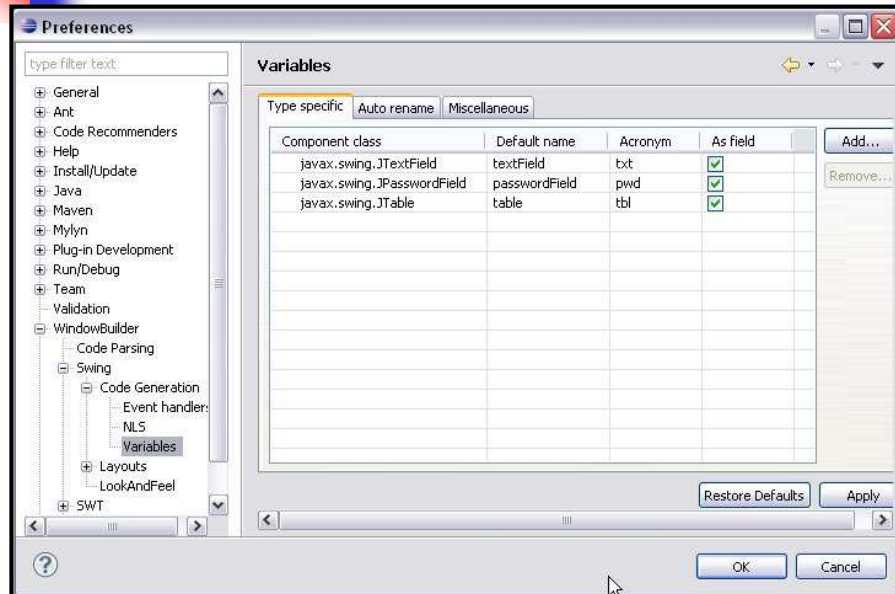 Preferences
type filter text
General
Ant
Code Recommenders
Help
Install/Update
Java
Maven
Mylyn
Plug-in Development
Run/Debug
Team
Validation
WindowBuilder
Code Parsing
Swing
Code Generation
Event handler
NLS
Variables
Layouts
LookAndFeel
SWT
Variables
Type specific Auto rename Miscellaneous
Component class Default name Acronym As field
javax.swing.JTextField textField txt
javax.swing.JPasswordField passwordField pwd
javax.swing.JTable table tbl
Add...
Remove...
Restore Defaults Apply
OK Cancel